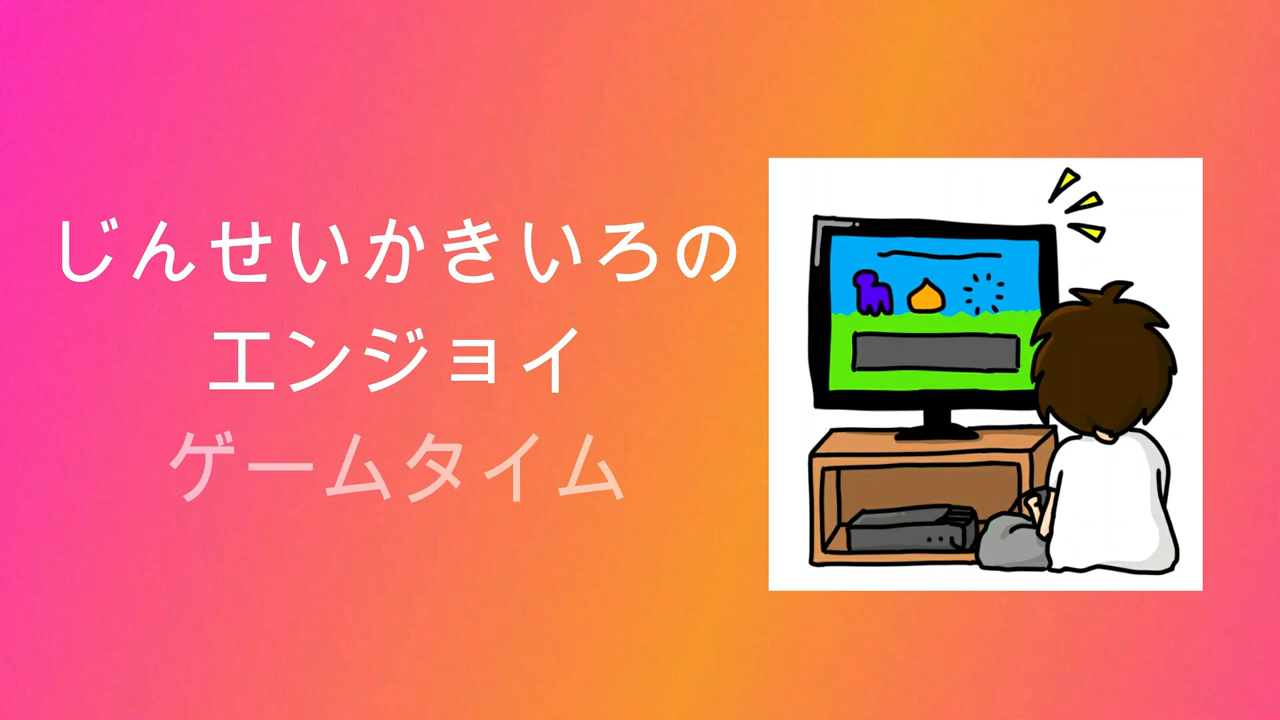 じんせいかきいろの
エンジョイ
ゲームタイム